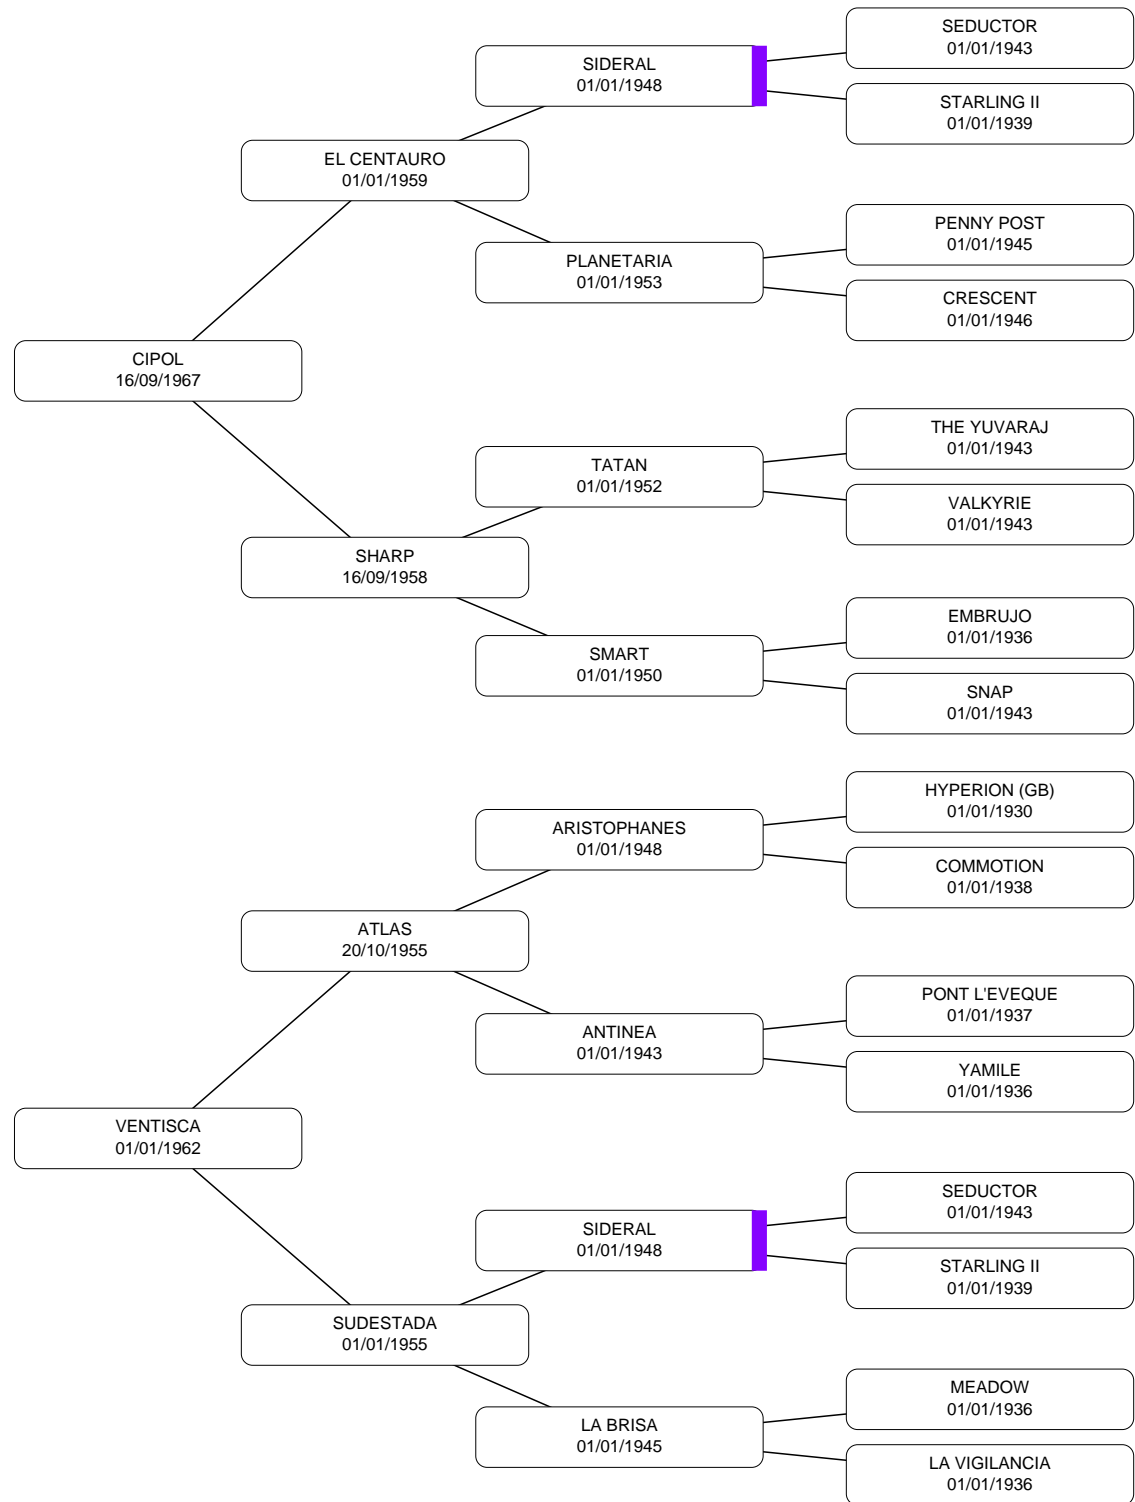 SEDUCTOR
01/01/1943
SIDERAL
01/01/1948
STARLING II
01/01/1939
EL CENTAURO
01/01/1959
PENNY POST
01/01/1945
PLANETARIA
01/01/1953
CRESCENT
01/01/1946
CIPOL
16/09/1967
THE YUVARAJ
01/01/1943
TATAN
01/01/1952
VALKYRIE
01/01/1943
SHARP
16/09/1958
EMBRUJO
01/01/1936
SMART
01/01/1950
SNAP
01/01/1943
HYPERION (GB)
01/01/1930
ARISTOPHANES
01/01/1948
COMMOTION
01/01/1938
ATLAS
20/10/1955
PONT L'EVEQUE
01/01/1937
ANTINEA
01/01/1943
YAMILE
01/01/1936
VENTISCA
01/01/1962
SEDUCTOR
01/01/1943
SIDERAL
01/01/1948
STARLING II
01/01/1939
SUDESTADA
01/01/1955
MEADOW
01/01/1936
LA BRISA
01/01/1945
LA VIGILANCIA
01/01/1936